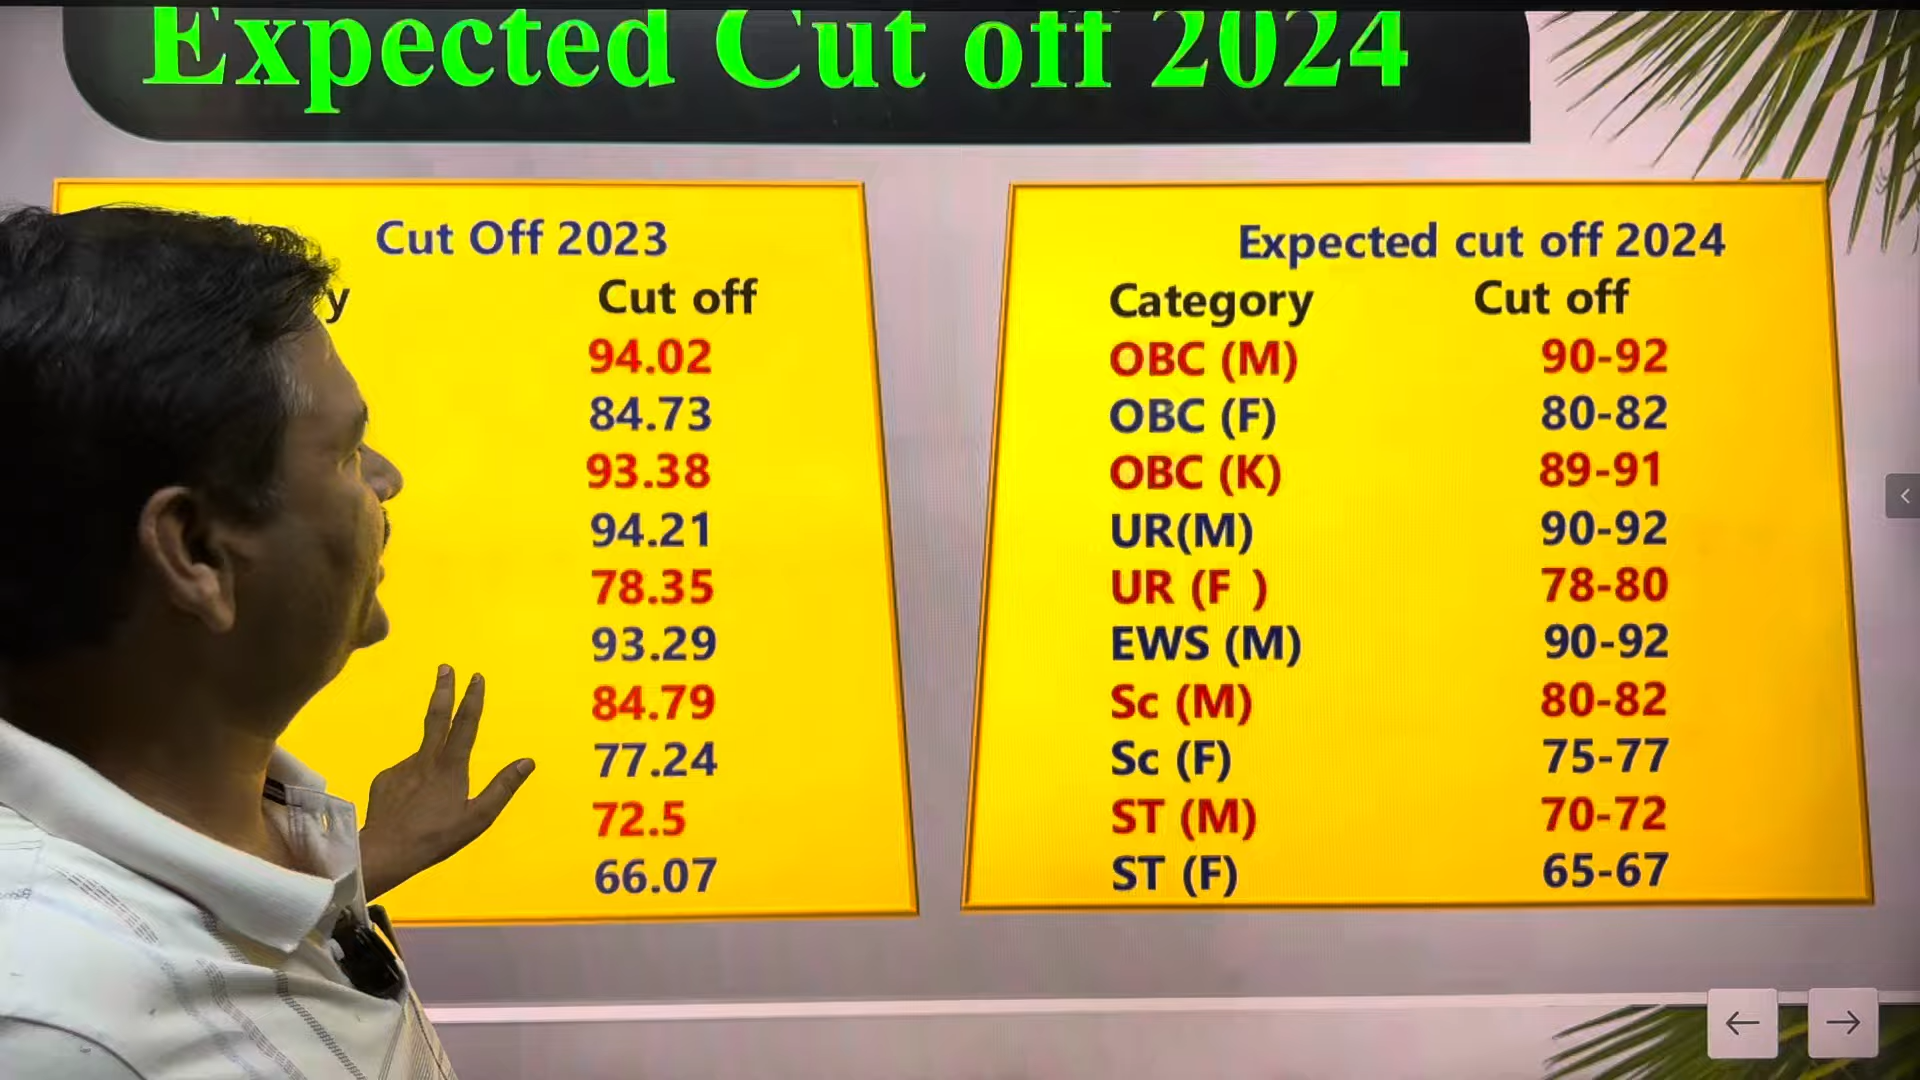 Expected Cut off 2024
Cut Off 2023
y Cut off
94.02
84.73
93.38
94.21
78.35
93.29
84.79
77.24
72.5
66.07
Expected cut off 2024
Category Cut off
OBC (M) 90-92
OBC (F) 80-82
OBC (K) 89-91
UR(M) 90-92
UR (F ) 78-80
EWS (M) 90-92
Sc (M) 80-82
Sc (F) 75-77
ST (M) 70-72
ST (F) 65-67